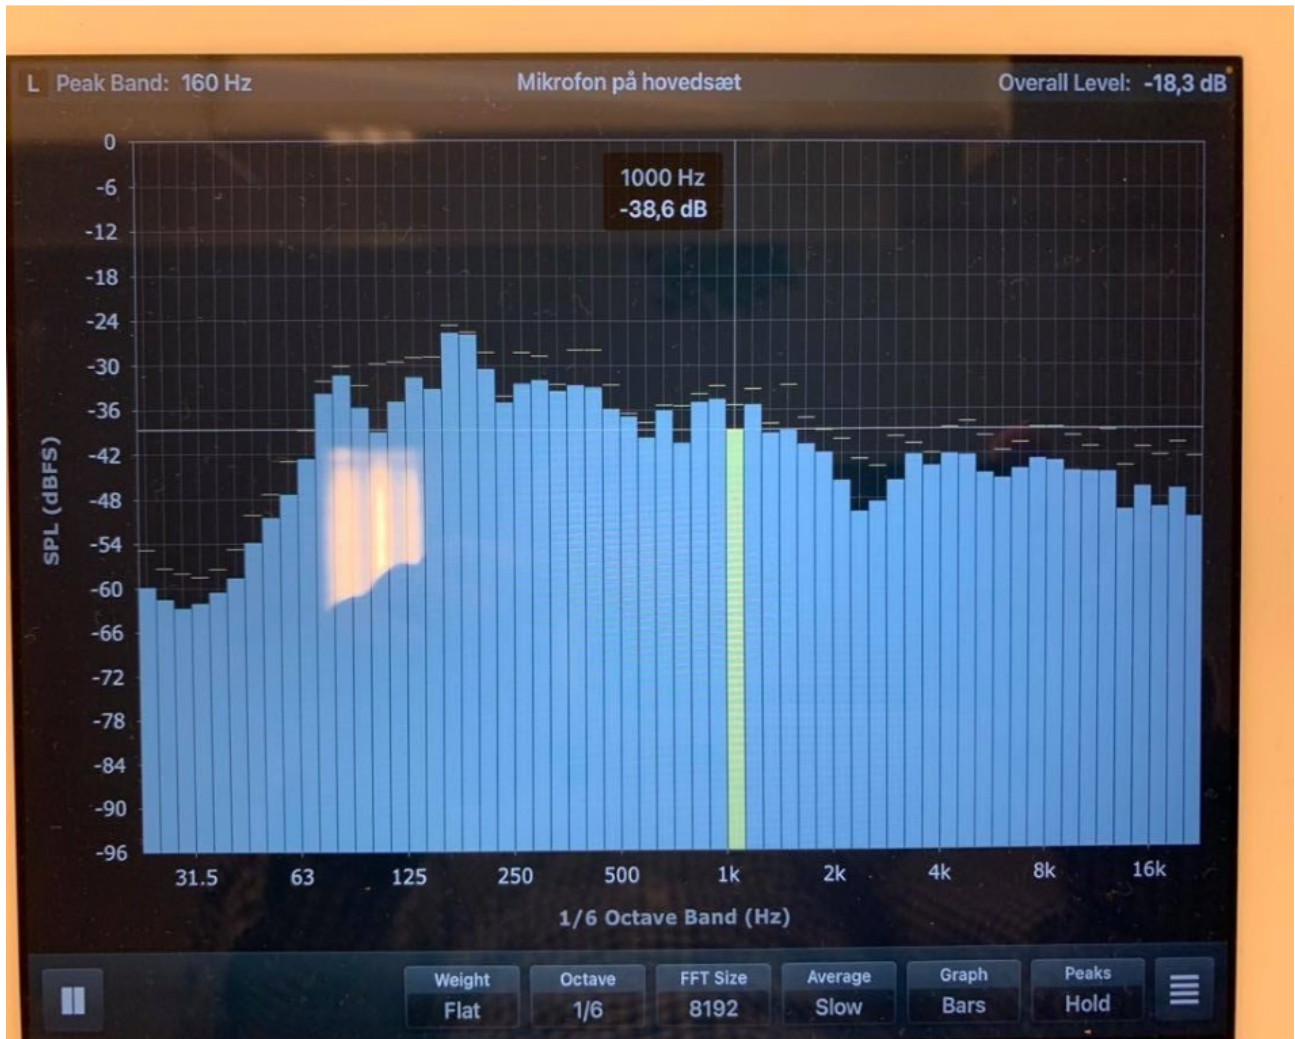 L Peak Band: 160 Hz Mikrofon på hovedsæt Overall Level: -18,3 dB
1000 Hz
-38,6 dB
0
-6
-12
-18
-24
-30
-36
-42
-48
-54
-60
-66
-72
-78
-84
-90
-96
SPL (dBFS)
31.5 63 125 250 500 1k 2k 4k 8k 16k
1/6 Octave Band (Hz)
Weight Octave FFT Size Average Graph Peaks
Flat 1/6 8192 Slow Bars Hold